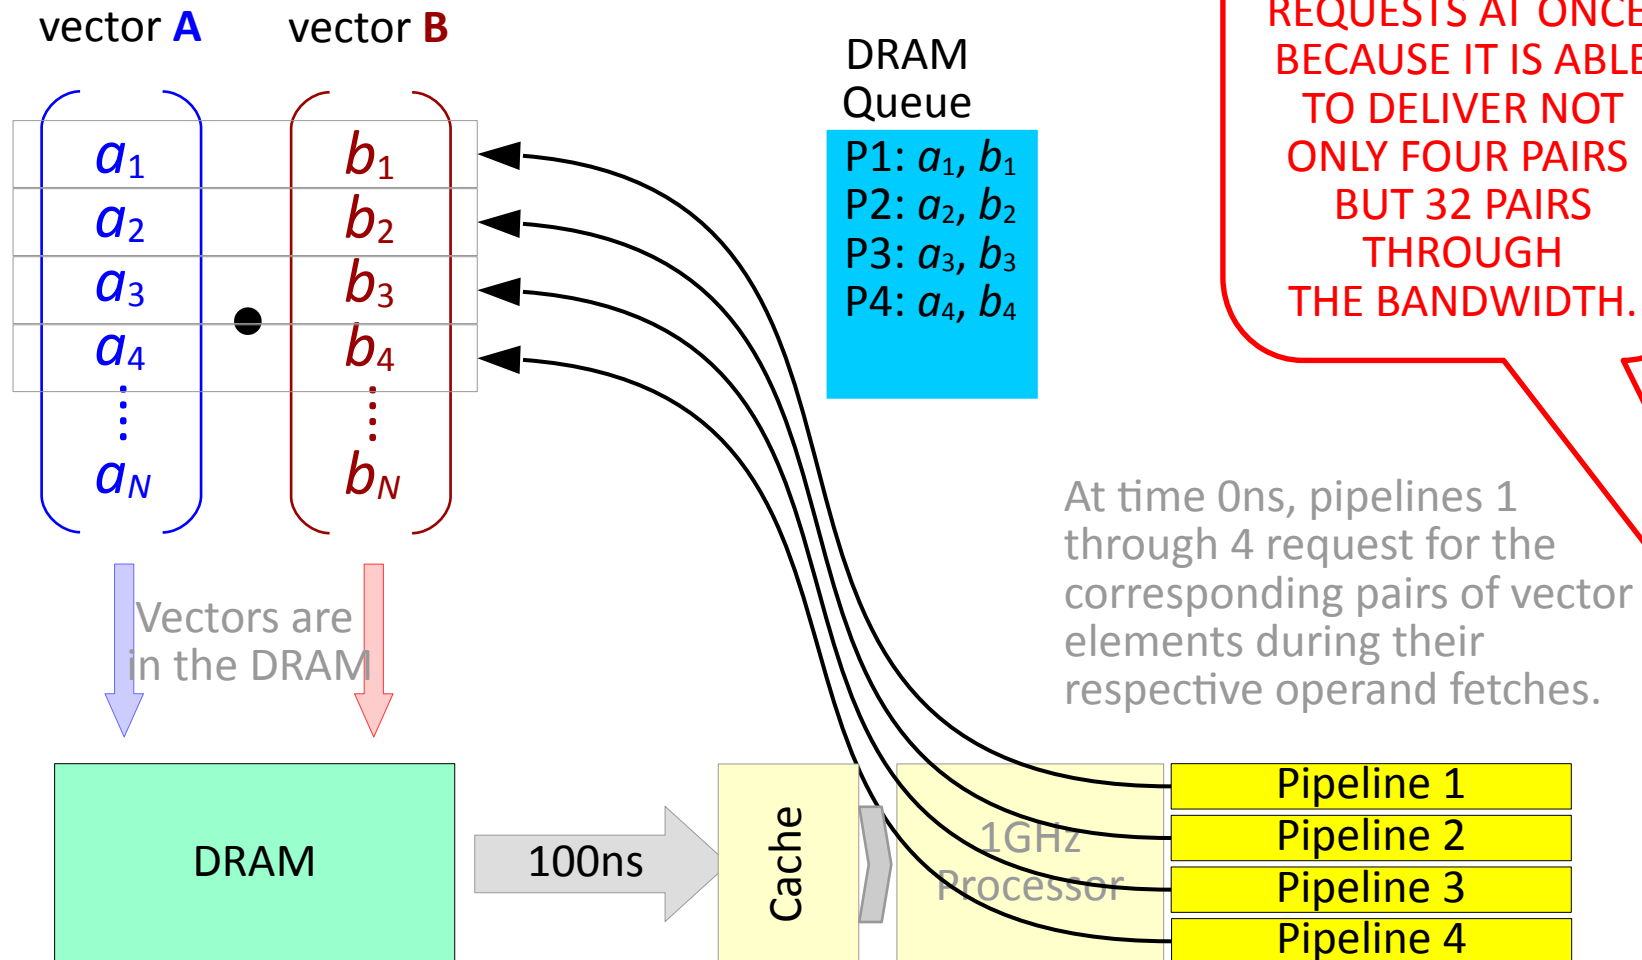 vector A
vector B
a1
a2
a3
a4
aN
b1
b2
b3
b4
bN
DRAM
Queue
P1: a1, b1
P2: a2, b2
P3: a3, b3
P4: a4, b4
REQUESTS AT ONCE
BECAUSE IT IS ABLE
TO DELIVER NOT
ONLY FOUR PAIRS
BUT 32 PAIRS
THROUGH
THE BANDWIDTH.
At time 0ns, pipelines 1
through 4 request for the
corresponding pairs of vector
elements during their
respective operand fetches.
Vectors are
in the DRAM
DRAM
100ns
Cache
1GHz
Processor
Pipeline 1
Pipeline 2
Pipeline 3
Pipeline 4